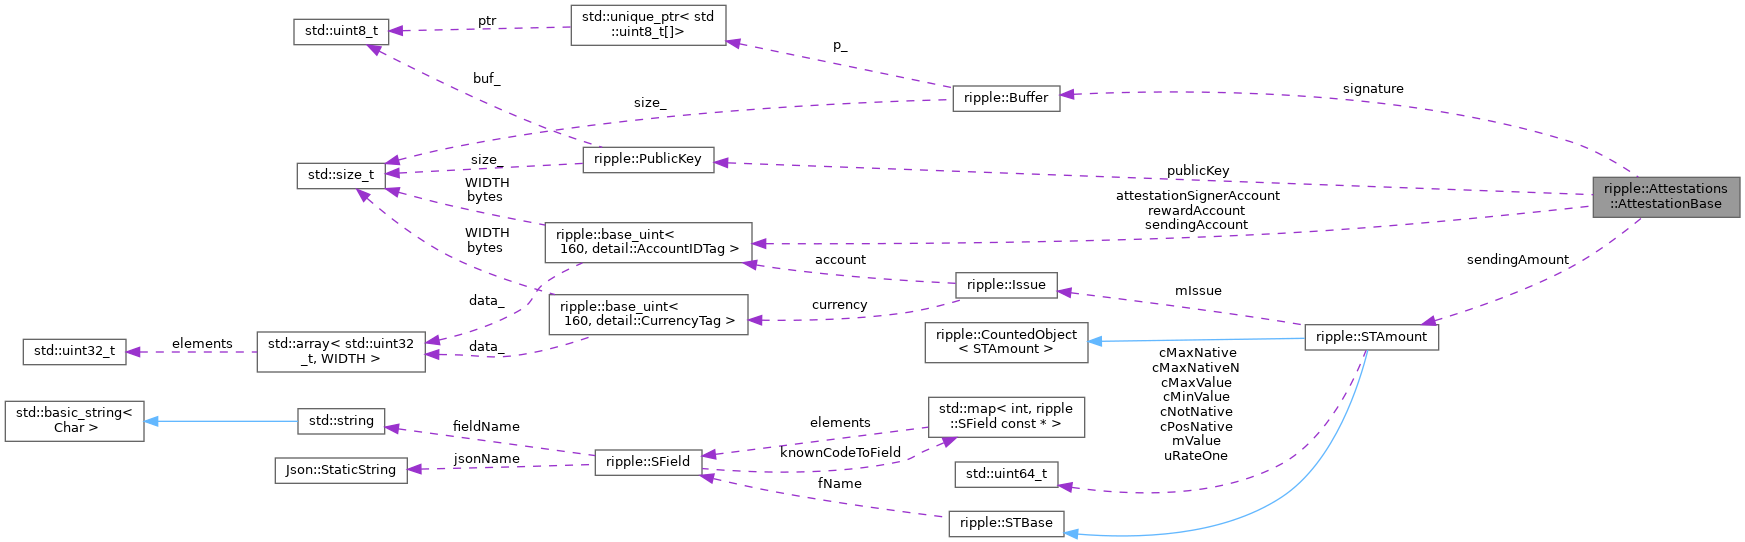 std::uint8_t
ptr
std::unique_ptr< std
::uint8_t[]>
p_
buf_
size_
ripple::Buffer
signature
std::size_t
size_
ripple::PublicKey
publicKey
ripple::Attestations
::AttestationBase
WIDTH
bytes
attestationSignerAccount
rewardAccount
sendingAccount
WIDTH
bytes
ripple::base_uint<
160, detail::AccountIDTag >
account
sendingAmount
ripple::Issue
mIssue
data_
ripple::base_uint<
160, detail::CurrencyTag >
currency
std::uint32_t
elements
std::array< std::uint32
_t, WIDTH >
data_
ripple::CountedObject
< STAmount >
ripple::STAmount
cMaxNative
cMaxNativeN
cMaxValue
cMinValue
cNotNative
cPosNative
mValue
uRateOne
std::basic_string<
Char >
std::string
fieldName
elements
std::map< int, ripple
::SField const * >
Json::StaticString
jsonName
ripple::SField
knownCodeToField
std::uint64_t
fName
ripple::STBase